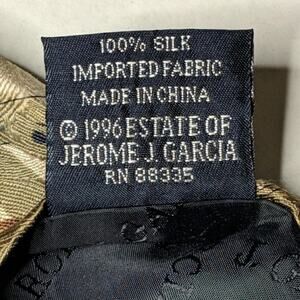 100% SILK
IMPORTED FABRIC
MADE IN CHINA
© 1996 ESTATE OF
JEROME J. GARCIA
RN 88335